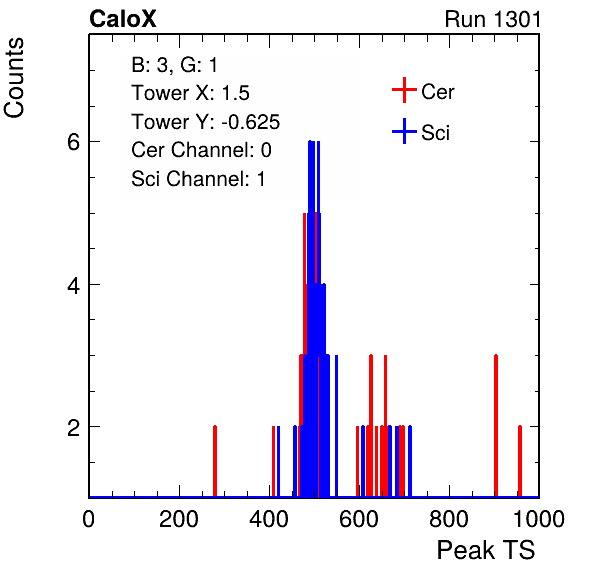 CaloX Run 1301
Counts
B: 3, G: 1
Tower X: 1.5
Tower Y: -0.625
Cer Channel: 0
Sci Channel: 1
Cer
Sci
6
4
2
0 200 400 600 800 1000
Peak TS